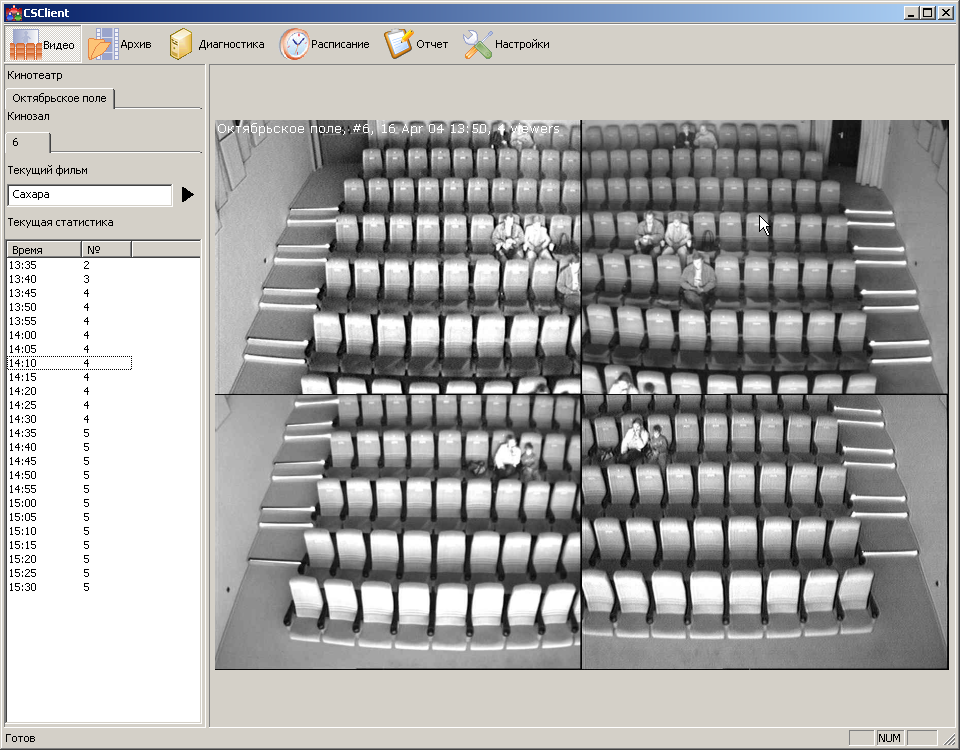 CSClient
Видео Архив Диагностика Расписание Отчет Настройки
Кинотеатр
Октябрьское поле
Кинозал
6
Текущий фильм
Сахара
Текущая статистика
Время №
13:35 2
13:40 3
13:45 4
13:50 4
13:55 4
14:00 4
14:05 4
14:10 4
14:15 4
14:20 4
14:25 4
14:30 4
14:35 5
14:40 5
14:45 5
14:50 5
14:55 5
15:00 5
15:05 5
15:10 5
15:15 5
15:20 5
15:25 5
15:30 5
Октябрьское поле, #6, 16 Apr 04 13:50, 4 viewers
Готов
NUM